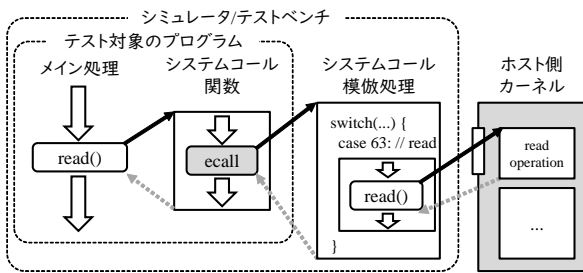 シミュレータ/テストベンチ
テスト対象のプログラム
メイン処理
システムコール
関数
システムコール
模倣処理
ホスト側
カーネル
read()
ecall
switch(...) {
case 63: // read
read()
}
read
operation
...